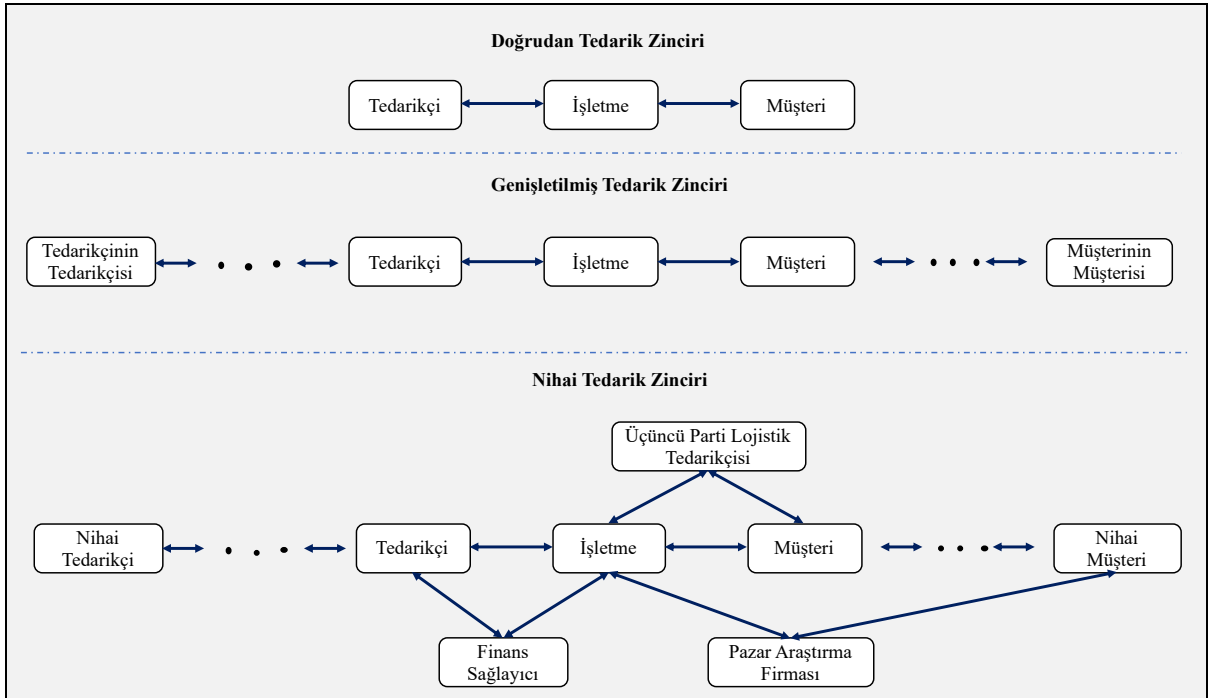 Doğrudan Tedarik Zinciri
Tedarikçi
İşletme
Müşteri
Genişletilmiş Tedarik Zinciri
Tedarikçinin
Tedarikçisi
Tedarikçi
İşletme
Müşteri
Müşterinin
Müşterisi
Nihai Tedarik Zinciri
Üçüncü Parti Lojistik
Tedarikçisi
Nihai
Tedarikçi
Tedarikçi
İşletme
Müşteri
Nihai
Müşteri
Finans
Sağlayıcı
Pazar Araştırma
Firması